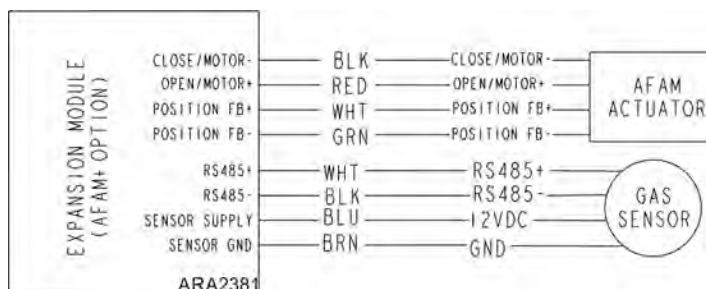 EXPANSION MODULE
(AFAM+ OPTION)
CLOSE/MOTOR- BLK CLOSE/MOTOR-
OPEN/MOTOR+ RED OPEN/MOTOR+
POSITION FB+ WHT POSITION FB+
POSITION FB- GRN POSITION FB-
AFAM
ACTUATOR
RS485+ WHT RS485+
RS485- BLK RS485-
SENSOR SUPPLY BLU 12VDC
SENSOR GND BRN GND
GAS
SENSOR
ARA2381